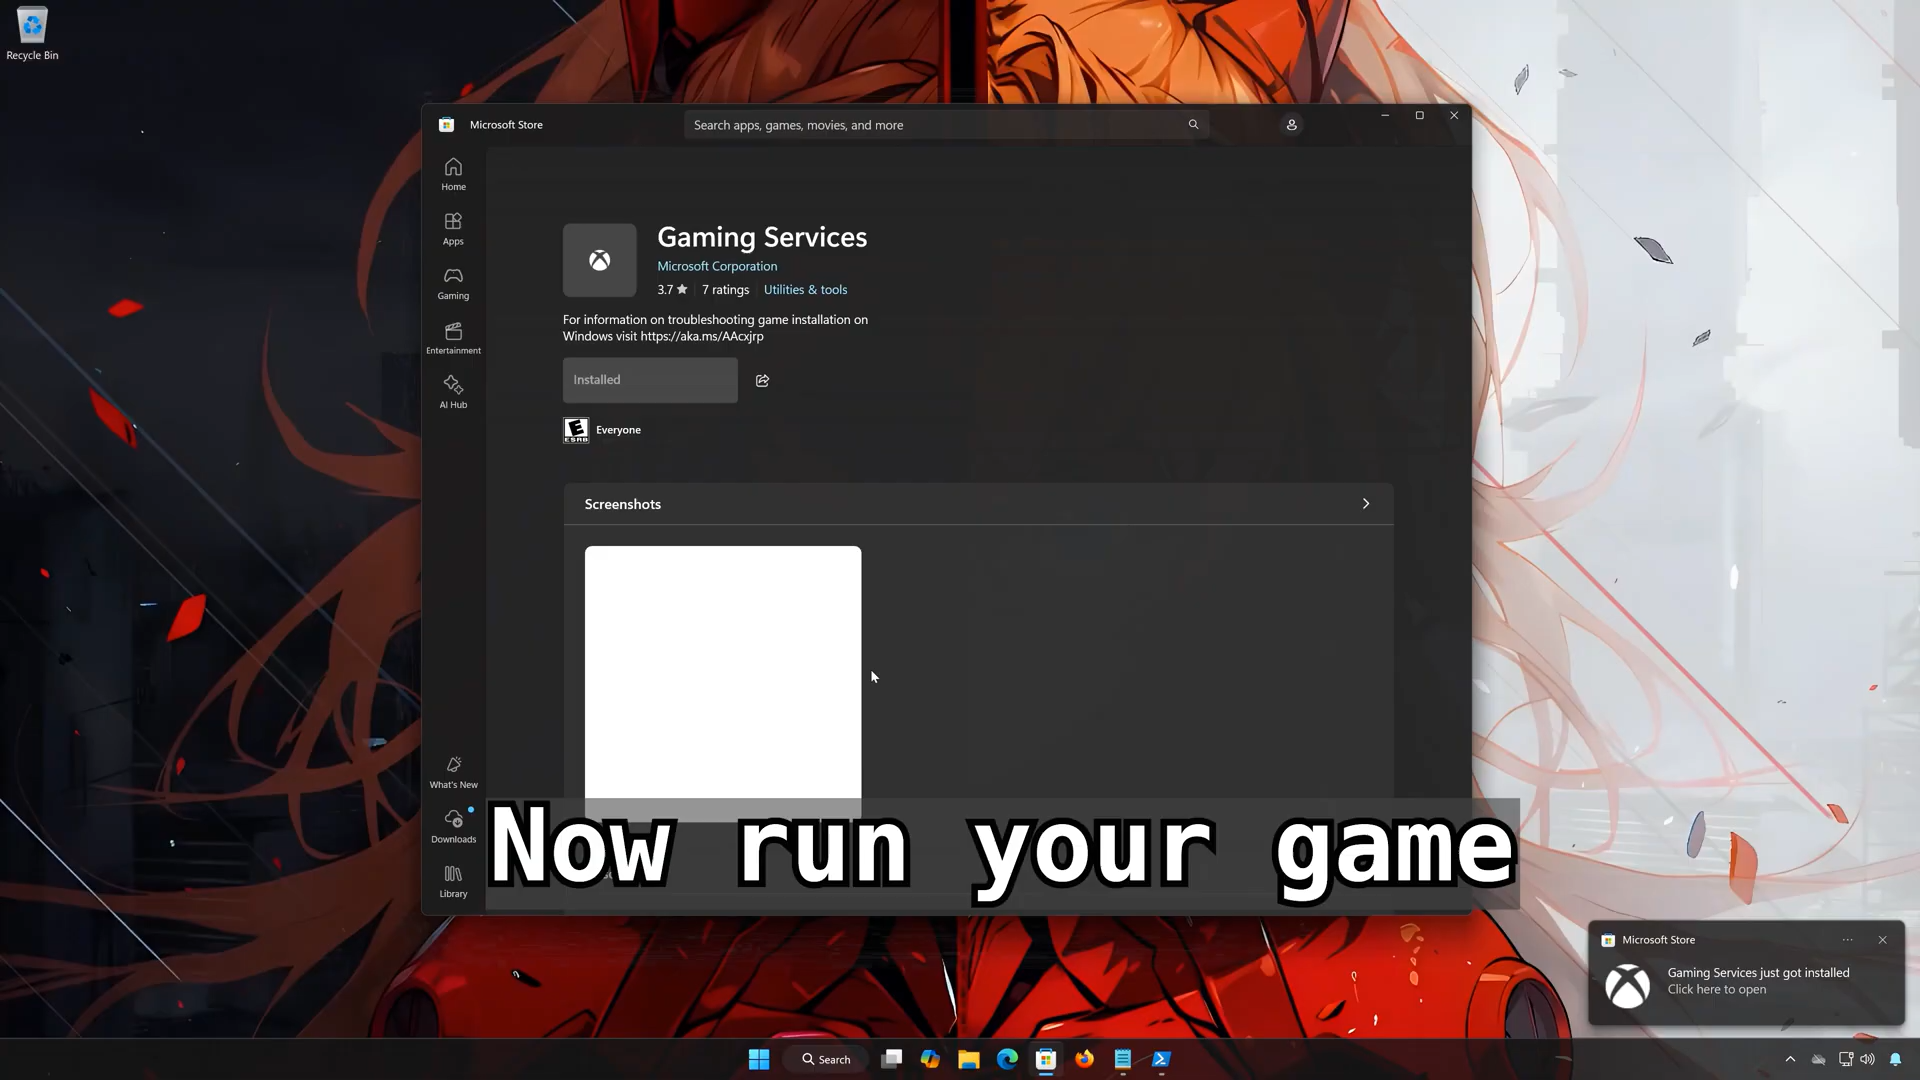 Recycle Bin
Microsoft Store
Search apps, games, movies, and more
Home
Apps
Gaming
Entertainment
AI Hub
What's New
Downloads
Library
Gaming Services
Microsoft Corporation
3.7 7 ratings Utilities & tools
For information on troubleshooting game installation on
Windows visit https://aka.ms/AAcxjrp
Installed
E
ESRB
Everyone
Screenshots
Now run your game
Microsoft Store
Gaming Services just got installed
Click here to open
Search